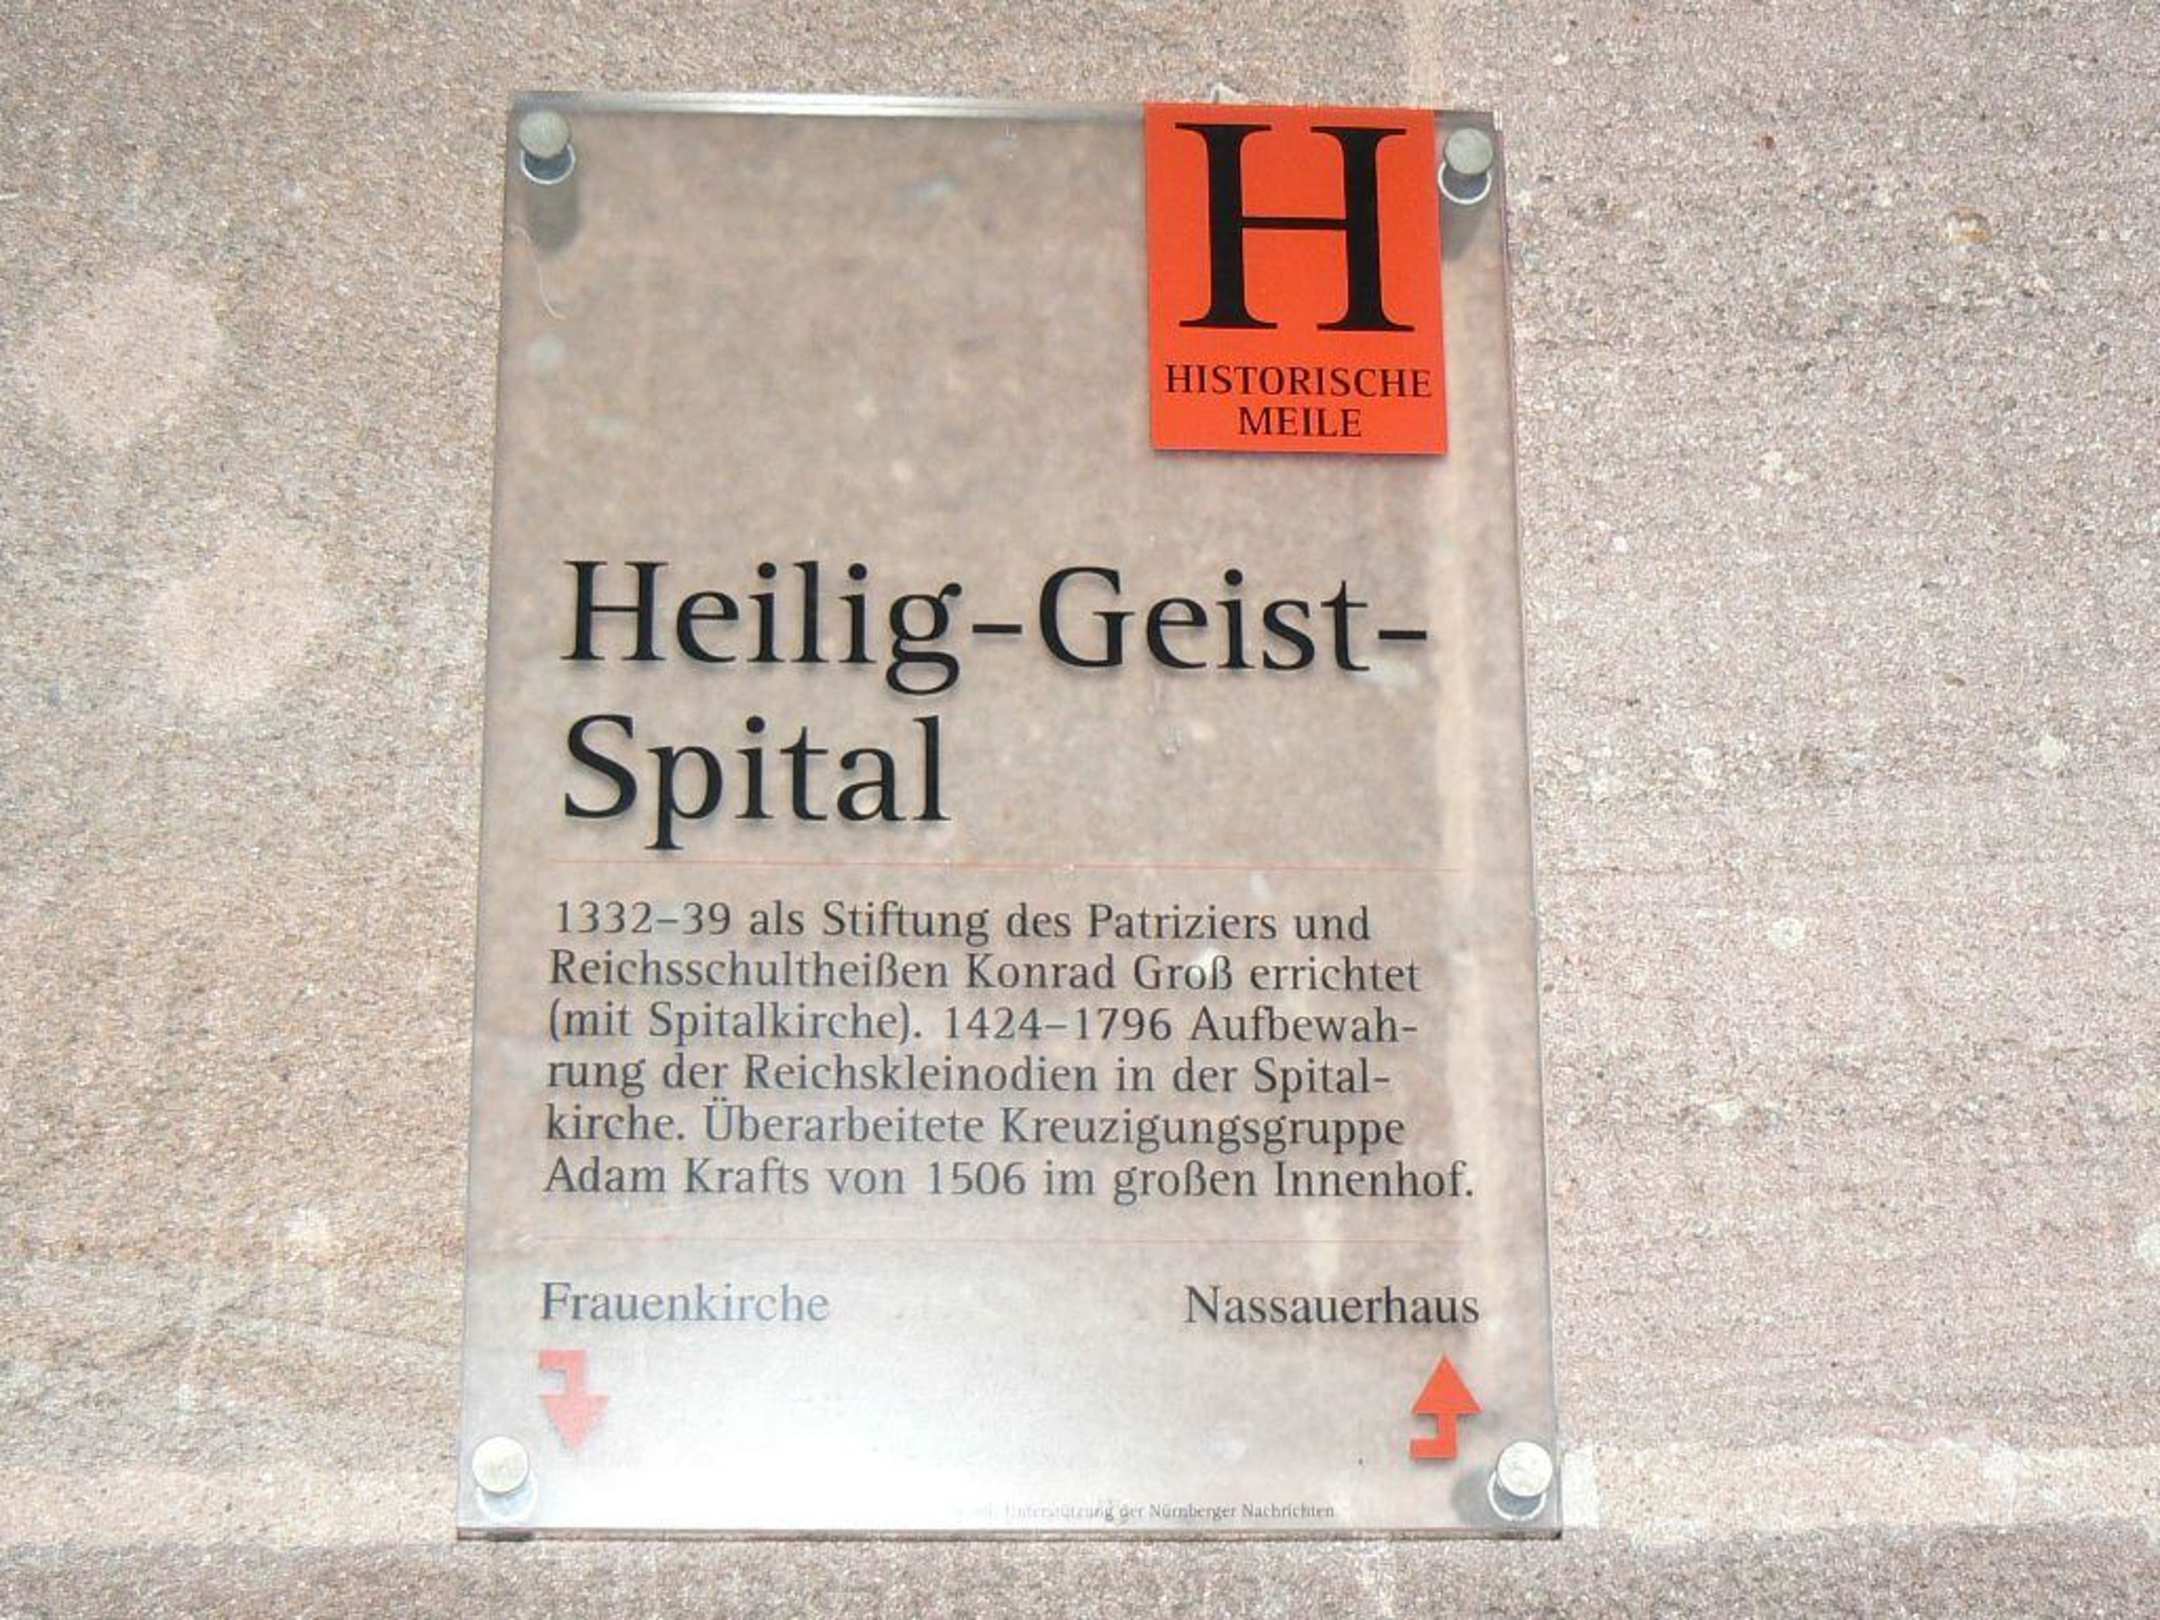 H
HISTORISCHE
MEILE
Heilig-Geist-
Spital
1332–39 als Stiftung des Patriziers und
Reichsschultheißen Konrad Groß errichtet
(mit Spitalkirche). 1424–1796 Aufbewah-
rung der Reichskleinodien in der Spital-
kirche. Überarbeitete Kreuzigungsgruppe
Adam Krafts von 1506 im großen Innenhof.
Frauenkirche Nassauerhaus
Unterstützung der Nürnberger Nachrichten